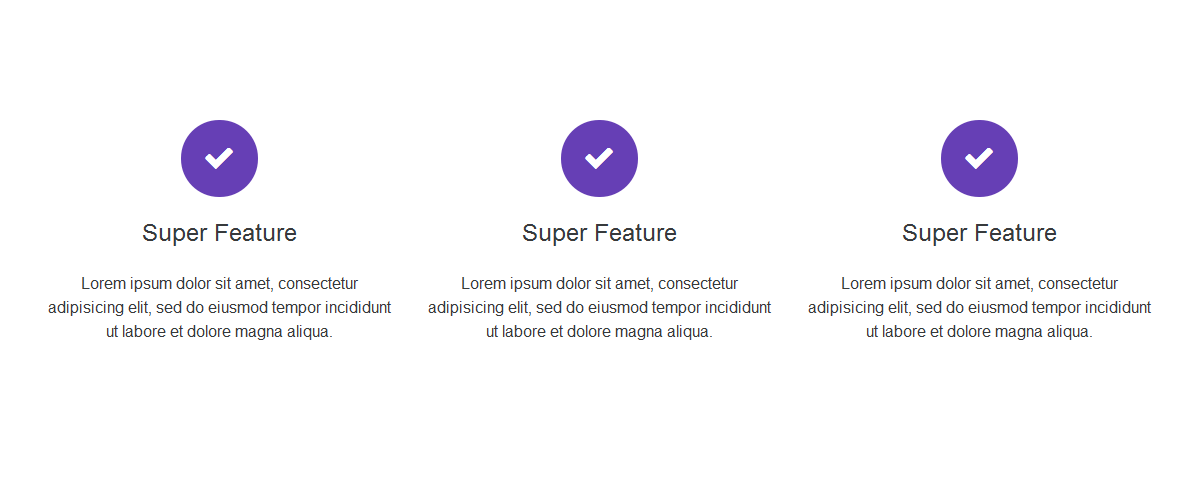 Super Feature
Lorem ipsum dolor sit amet, consectetur
adipisicing elit, sed do eiusmod tempor incididunt
ut labore et dolore magna aliqua.
Super Feature
Lorem ipsum dolor sit amet, consectetur
adipisicing elit, sed do eiusmod tempor incididunt
ut labore et dolore magna aliqua.
Super Feature
Lorem ipsum dolor sit amet, consectetur
adipisicing elit, sed do eiusmod tempor incididunt
ut labore et dolore magna aliqua.